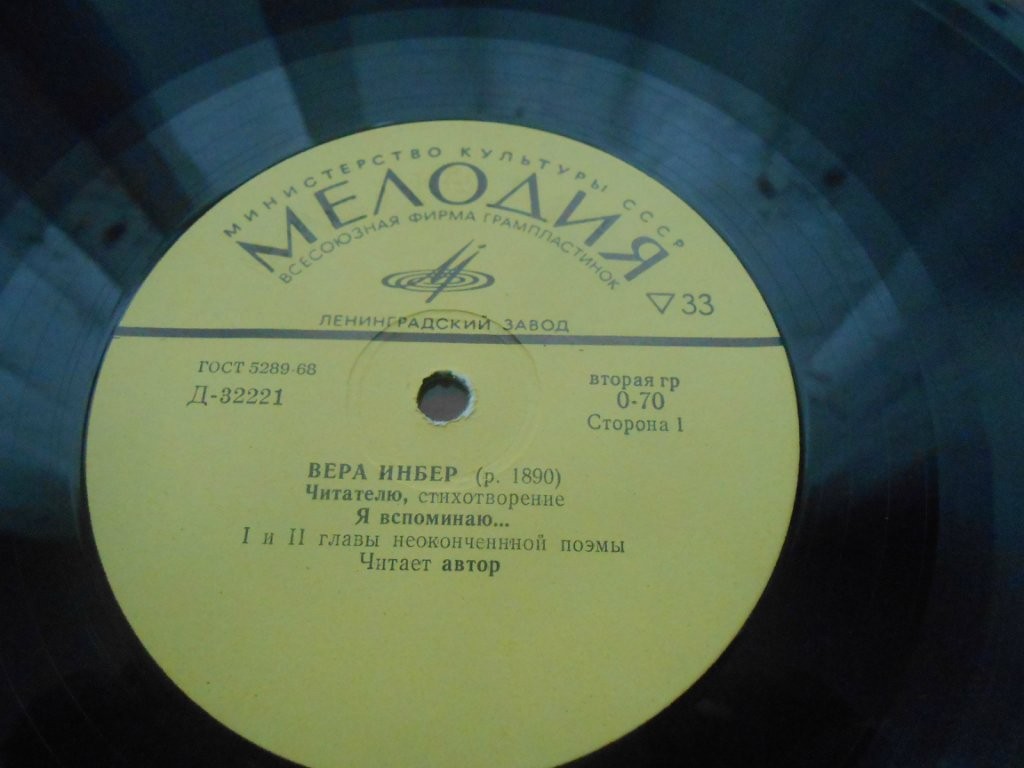 МИНИСТЕРСТВО КУЛЬТУРЫ СССР
МЕЛОДИЯ
ВСЕСОЮЗНАЯ ФИРМА ГРАМПЛАСТИНОК
▽33
ЛЕНИНГРАДСКИЙ ЗАВОД
ГОСТ 5289-68
Д-32221
вторая гр
0-70
Сторона 1
ВЕРА ИНБЕР (р. 1890)
Читателю, стихотворение
Я вспоминаю...
I и II главы неоконченнной поэмы
Читает автор